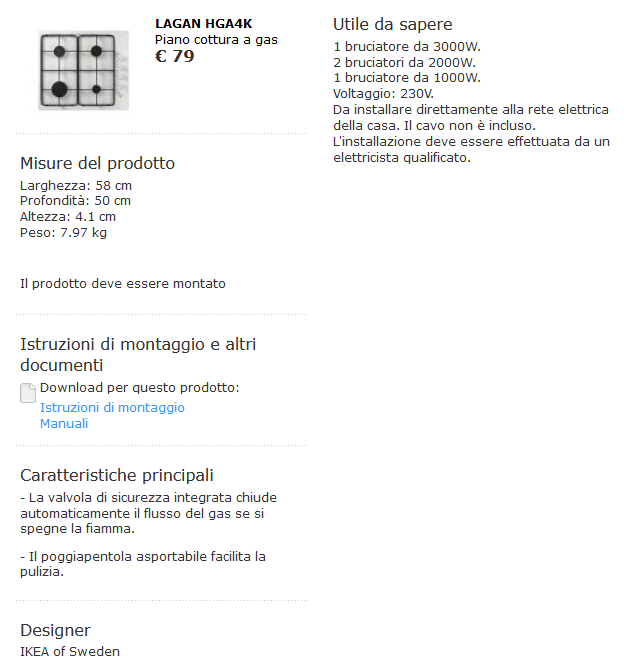 LAGAN HGA4K
Piano cottura a gas
€ 79
Misure del prodotto
Larghezza: 58 cm
Profondità: 50 cm
Altezza: 4.1 cm
Peso: 7.97 kg
Il prodotto deve essere montato
Istruzioni di montaggio e altri
documenti
Download per questo prodotto:
Istruzioni di montaggio
Manuali
Caratteristiche principali
- La valvola di sicurezza integrata chiude
automaticamente il flusso del gas se si
spegne la fiamma.
- Il poggiapentola asportabile facilita la
pulizia.
Designer
IKEA of Sweden
Utile da sapere
1 bruciatore da 3000W.
2 bruciatori da 2000W.
1 bruciatore da 1000W.
Voltaggio: 230V.
Da installare direttamente alla rete elettrica
della casa. Il cavo non è incluso.
L'installazione deve essere effettuata da un
elettricista qualificato.